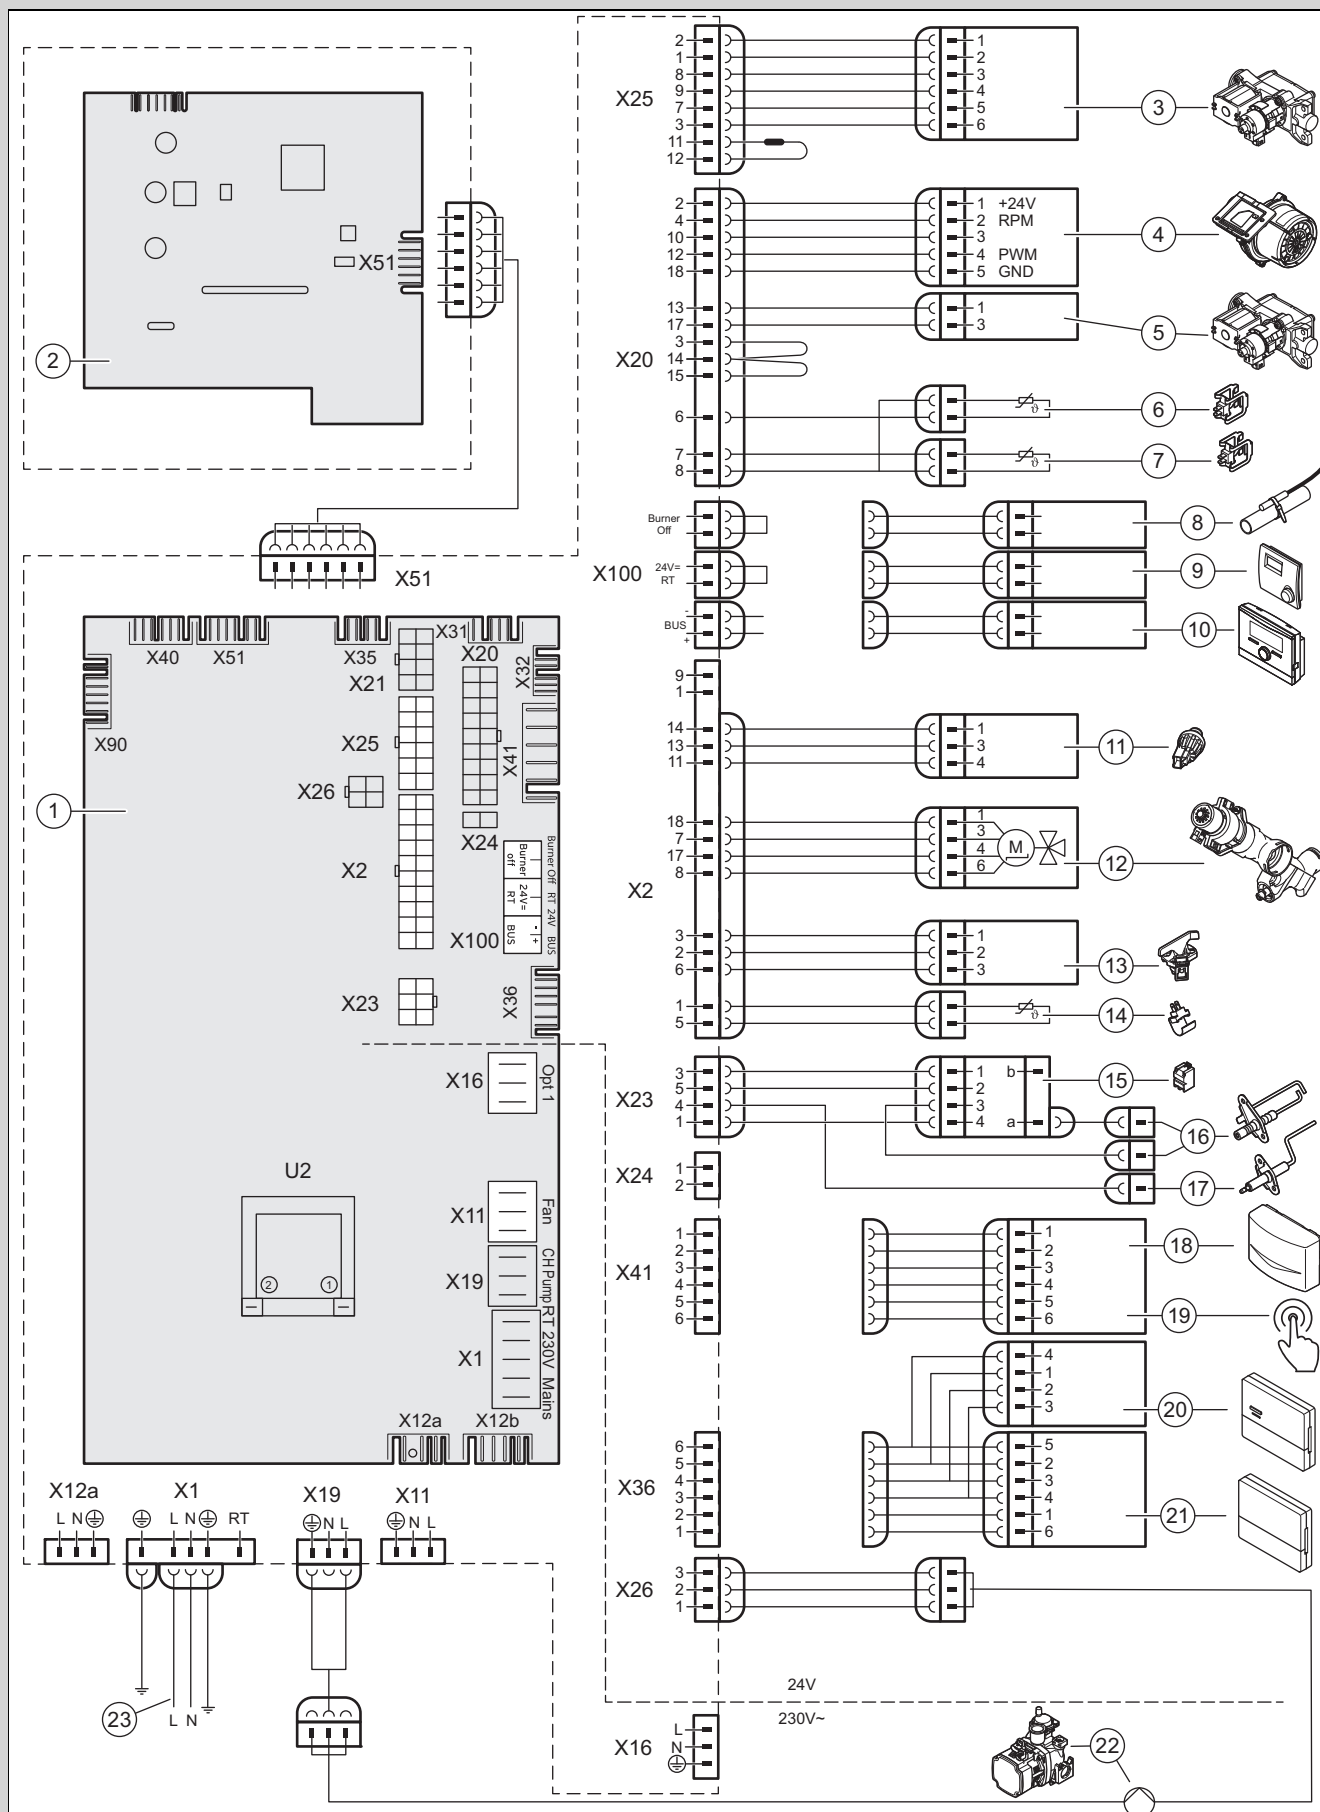 X51
2
X51
X40
X51
X35
X31
X20
X32
X21
X90
X25
X41
X26
1
X24
X2
Burner off
24V= RT
BUS - +
Burner Off RT 24V BUS
X100
X23
X36
X16
Opt 1
U2
2 1
X11
Fan
X19
CH Pump
X1
RT 230V Mains
X12a
X12b
X12a
L N
X1
L N
RT
X19
N L
X11
N L
23
L N
X25
2 1
1 2
8 3
9 4
7 5
3 6
11
12
3
X20
2 1 +24V
4 2 RPM
10 3
12 4 PWM
18 5 GND
4
13 1
17 3
5
3
14
15
6 ϑ 6
7 ϑ 7
8
X100
Burner
Off
8
24V=
RT
9
-
BUS
+
10
X2
9
1
14 1
13 3
11 4
11
18 1
7 3
17 4
8 6
M
12
3 1
2 2
6 3
13
1 ϑ 14
5
X23
3 1 b
5 2
4 3
1 4 a
15
16
17
X24
1
2
X41
1 1
2 2
3 3
4 4
5 5
6 6
18
19
4
1
2
3
20
X36
6 5
5 2
4 3
3 4
2 1
1 6
21
X26
3
2
1
24V
230V~
X16
L
N
22